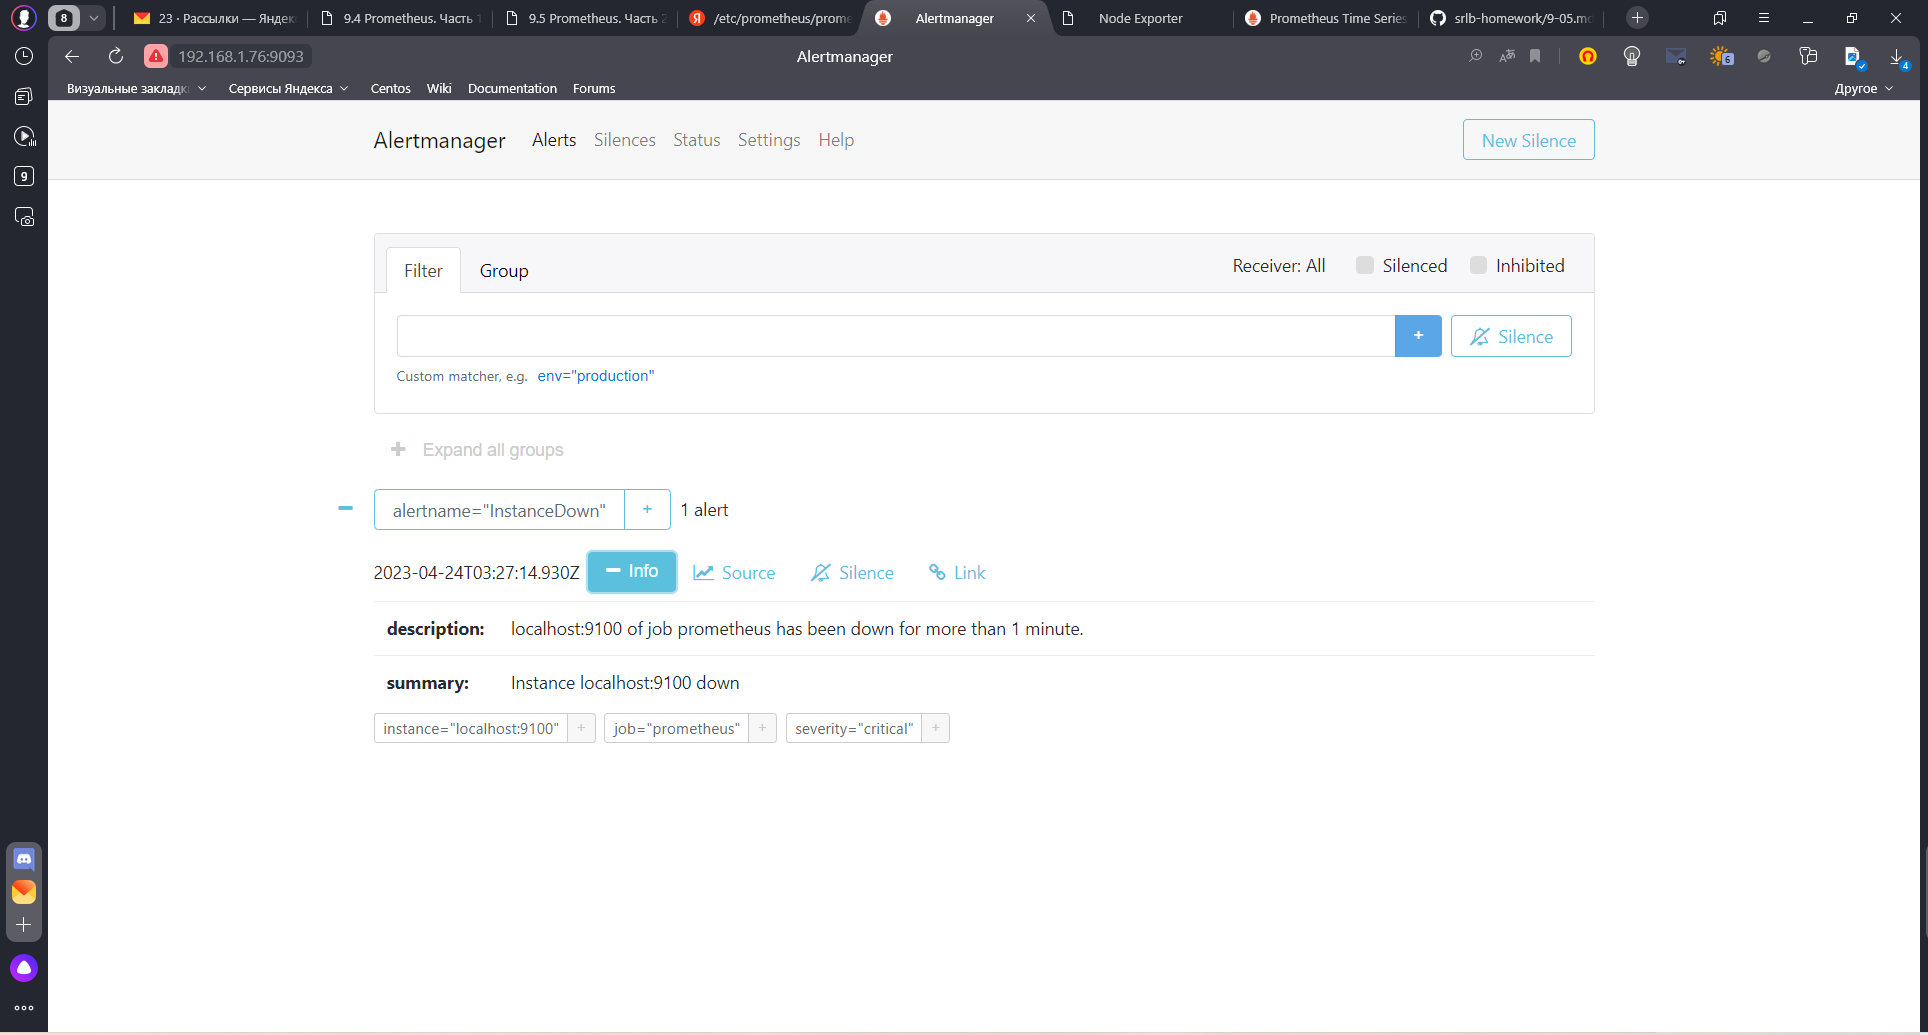 8
23 · Рассылки — Яндек
9.4 Prometheus. Часть 1
9.5 Prometheus. Часть 2
/etc/prometheus/prome
Alertmanager
Node Exporter
Prometheus Time Series
srlb-homework/9-05.md
192.168.1.76:9093
Alertmanager
6
4
Визуальные закладки
Сервисы Яндекса
Centos
Wiki
Documentation
Forums
Другое
9
Alertmanager
Alerts
Silences
Status
Settings
Help
New Silence
Filter
Group
Receiver: All
Silenced
Inhibited
+
Silence
Custom matcher, e.g. env="production"
+ Expand all groups
alertname="InstanceDown" + 1 alert
2023-04-24T03:27:14.930Z
Info
Source
Silence
Link
description: localhost:9100 of job prometheus has been down for more than 1 minute.
summary: Instance localhost:9100 down
instance="localhost:9100" + job="prometheus" + severity="critical" +